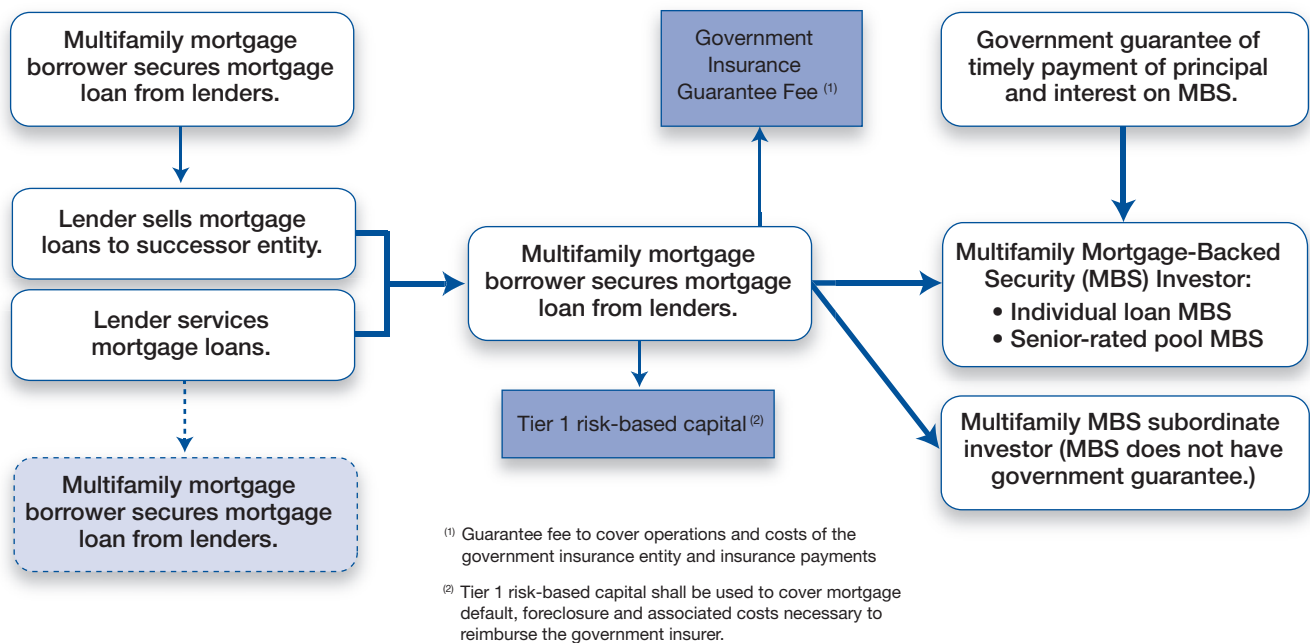 Multifamily mortgage
borrower secures mortgage
loan from lenders.
Lender sells mortgage
loans to successor entity.
Lender services
mortgage loans.
Multifamily mortgage
borrower secures mortgage
loan from lenders.
Government
Insurance
Guarantee Fee (1)
Multifamily mortgage
borrower secures mortgage
loan from lenders.
Tier 1 risk-based capital (2)
Government guarantee of
timely payment of principal
and interest on MBS.
Multifamily Mortgage-Backed
Security (MBS) Investor:
• Individual loan MBS
• Senior-rated pool MBS
Multifamily MBS subordinate
investor (MBS does not have
government guarantee.)
(1) Guarantee fee to cover operations and costs of the
government insurance entity and insurance payments
(2) Tier 1 risk-based capital shall be used to cover mortgage
default, foreclosure and associated costs necessary to
reimburse the government insurer.